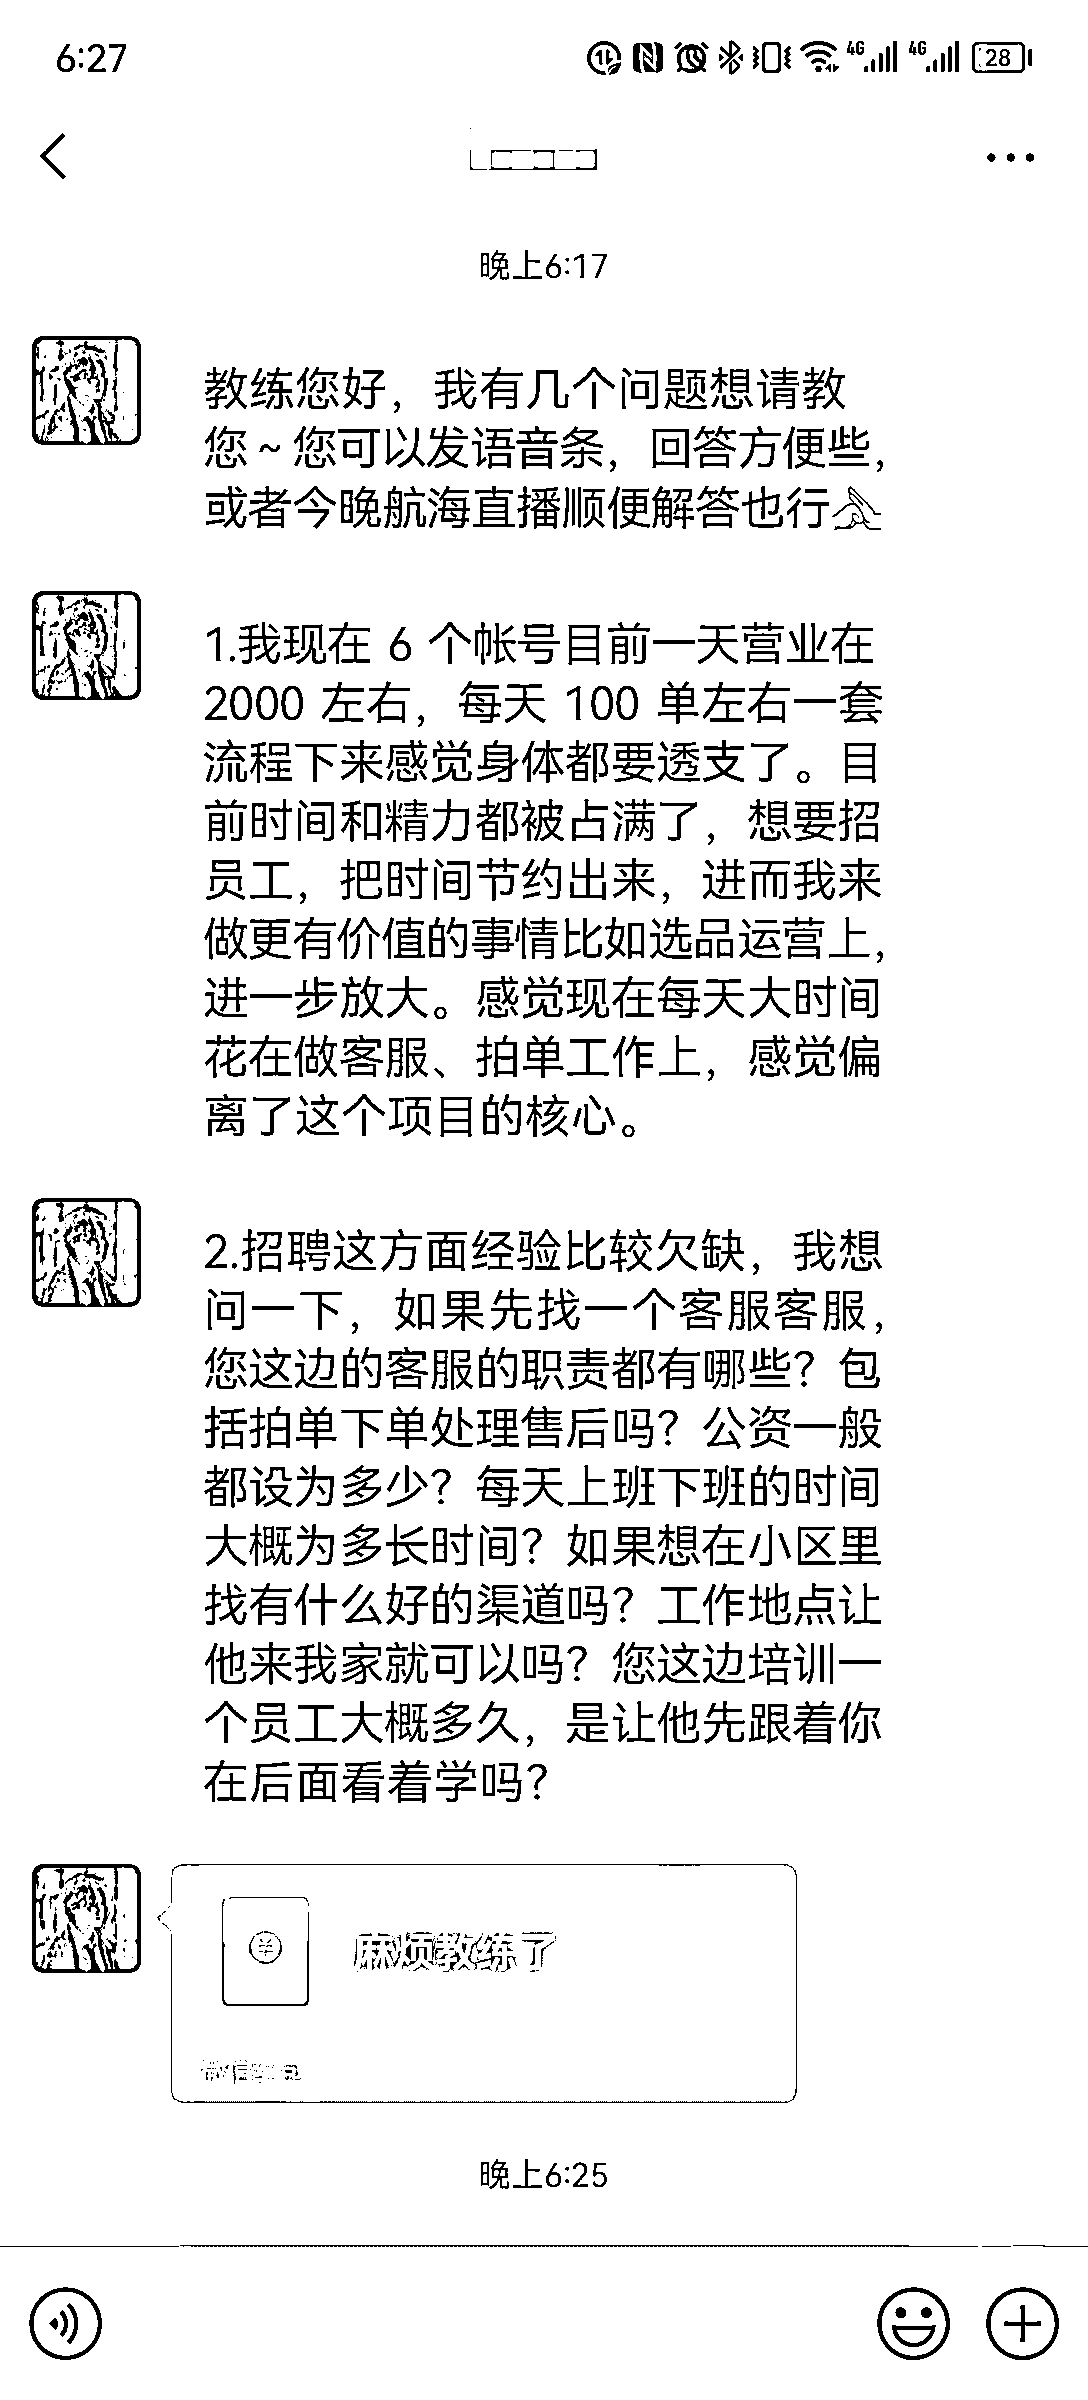 6:27
4G
4G
28
晚上6:17
教练您好，我有几个问题想请教
您~您可以发语音条，回答方便些，
或者今晚航海直播顺便解答也行
1.我现在 6 个帐号目前一天营业在
2000 左右，每天 100 单左右一套
流程下来感觉身体都要透支了。目
前时间和精力都被占满了，想要招
员工，把时间节约出来，进而我来
做更有价值的事情比如选品运营上，
进一步放大。感觉现在每天大时间
花在做客服、拍单工作上，感觉偏
离了这个项目的核心。
2.招聘这方面经验比较欠缺，我想
问一下，如果先找一个客服客服，
您这边的客服的职责都有哪些？包
括拍单下单处理售后吗？公资一般
都设为多少？每天上班下班的时间
大概为多长时间？如果想在小区里
找有什么好的渠道吗？工作地点让
他来我家就可以吗？您这边培训一
个员工大概多久，是让他先跟着你
在后面看着学吗？
麻烦教练了
微信红包
晚上6:25